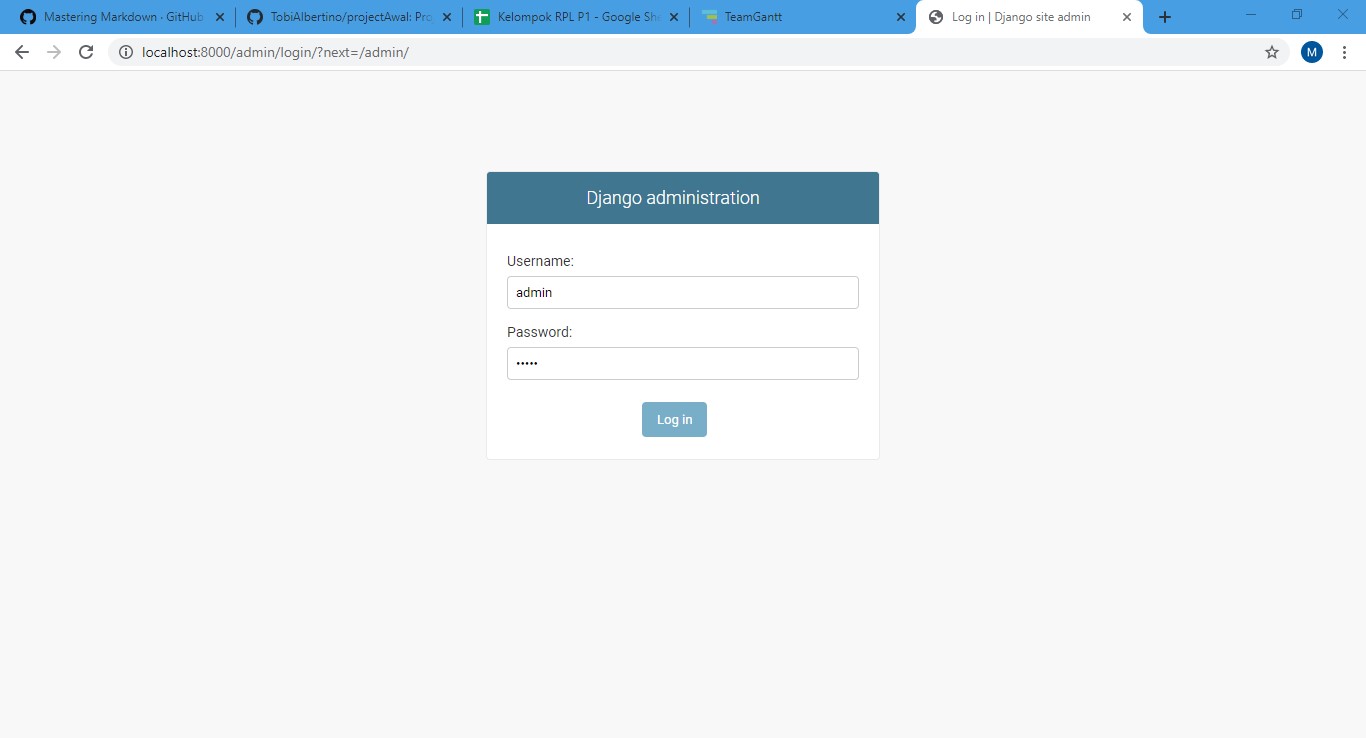 Mastering Markdown · GitHub
TobiAlbertino/projectAwal: Pro
Kelompok RPL P1 - Google She
TeamGantt
Log in | Django site admin
localhost:8000/admin/login/?next=/admin/
M
Django administration
Username:
admin
Password:
•••••
Log in